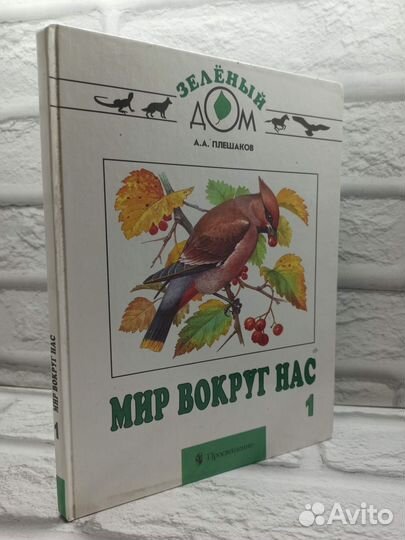 ЗЕЛЁНЫЙ
ДОМ
А.А. ПЛЕШАКОВ
МИР ВОКРУГ НАС
1
Просвещение
МИР ВОКРУГ НАС
1
Avito